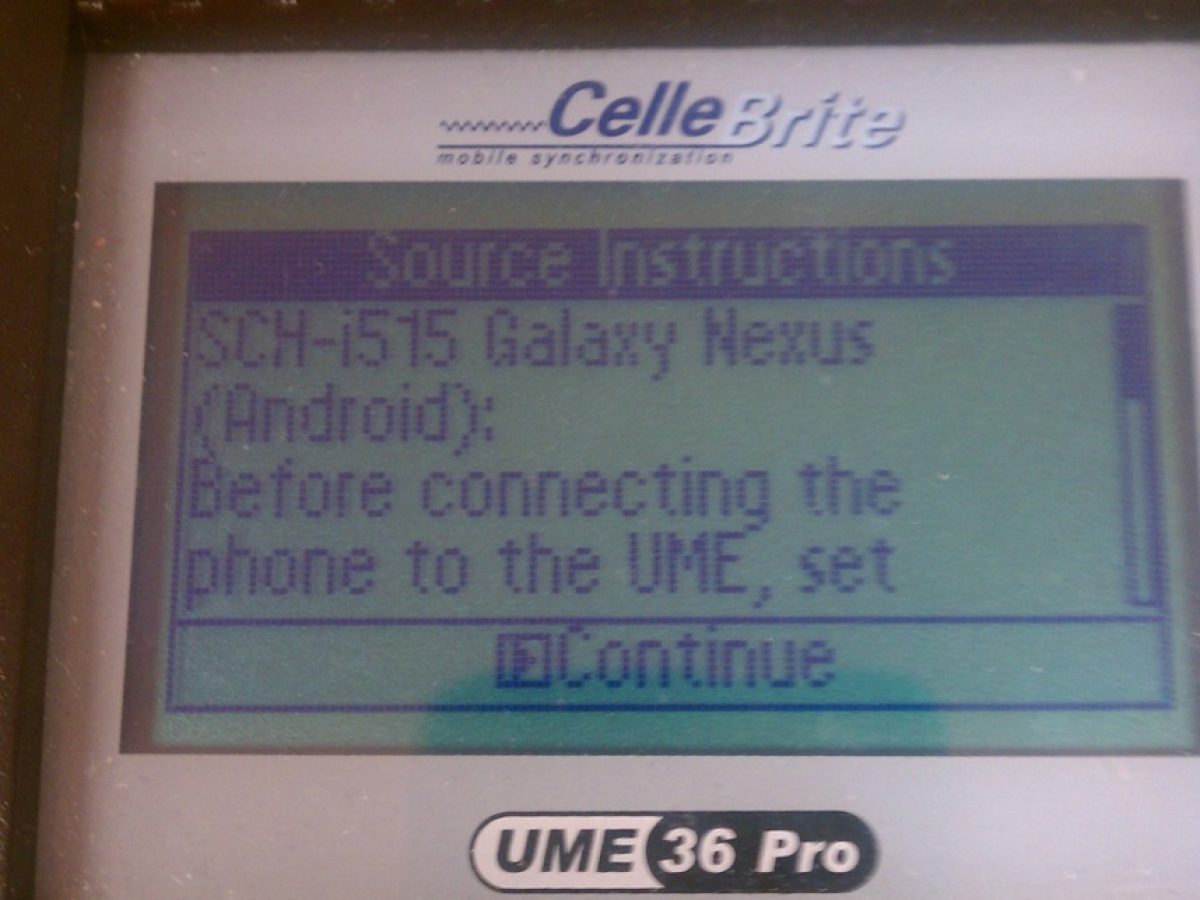 CelleBrite
mobile synchronization
Source Instructions
SCH-i515 Galaxy Nexus
(Android):
Before connecting the
phone to the UME, set
Continue
UME 36 Pro